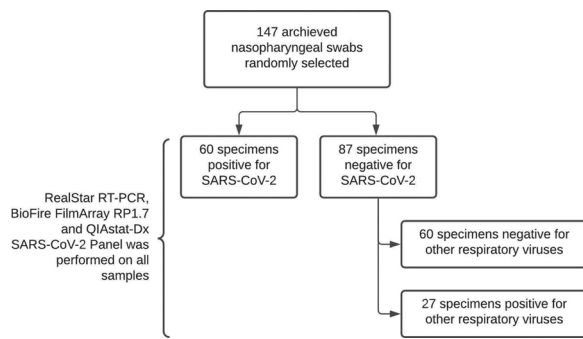 147 archieved
nasopharyngeal swabs
randomly selected
60 specimens
positive for
SARS-CoV-2
87 specimens
negative for
SARS-CoV-2
RealStar RT-PCR,
BioFire FilmArray RP1.7
and QIAstat-Dx
SARS-CoV-2 Panel was
performed on all
samples
60 specimens negative for
other respiratory viruses
27 specimens positive for
other respiratory viruses